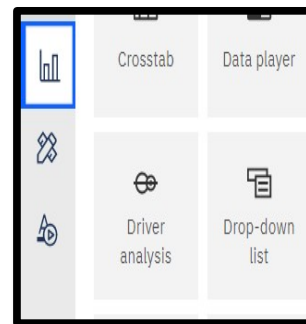 Crosstab
Data player
Driver
analysis
Drop-down
list